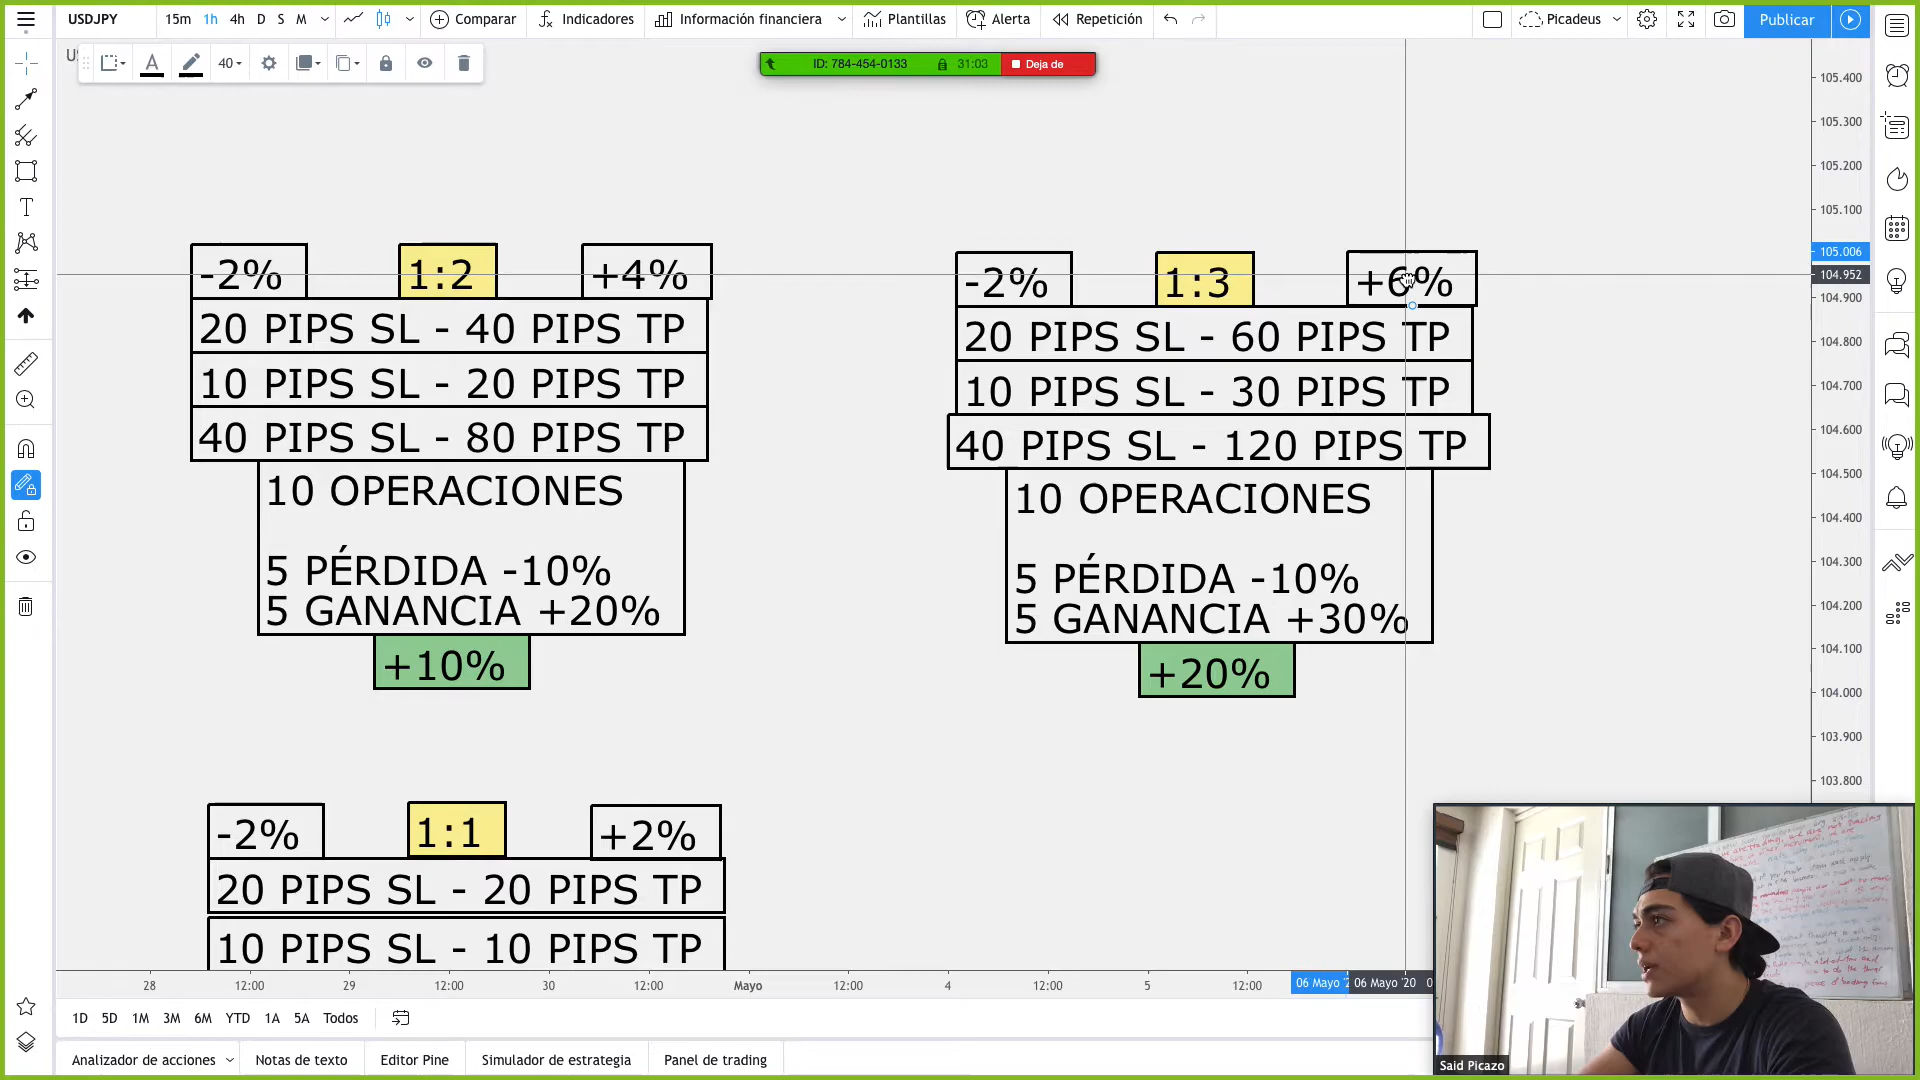 USDJPY 15m 1h 4h D S M Comparar Indicadores Información financiera Plantillas Alerta Repetición Picadeus Publicar
40
ID: 784-454-0133 31:03 Deja de
105.400
105.300
105.200
105.100
105.006
104.952
104.900
104.800
104.700
104.600
104.500
104.400
104.300
104.200
104.100
104.000
103.900
103.800
-2% 1:2 +4%
20 PIPS SL - 40 PIPS TP
10 PIPS SL - 20 PIPS TP
40 PIPS SL - 80 PIPS TP
10 OPERACIONES
5 PÉRDIDA -10%
5 GANANCIA +20%
+10%
-2% 1:3 +6%
20 PIPS SL - 60 PIPS TP
10 PIPS SL - 30 PIPS TP
40 PIPS SL - 120 PIPS TP
10 OPERACIONES
5 PÉRDIDA -10%
5 GANANCIA +30%
+20%
-2% 1:1 +2%
20 PIPS SL - 20 PIPS TP
10 PIPS SL - 10 PIPS TP
28 12:00 29 12:00 30 12:00 Mayo 12:00 4 12:00 5 12:00 06 Mayo 06 Mayo '20
1D 5D 1M 3M 6M YTD 1A 5A Todos
Analizador de acciones Notas de texto Editor Pine Simulador de estrategia Panel de trading
Said Picazo